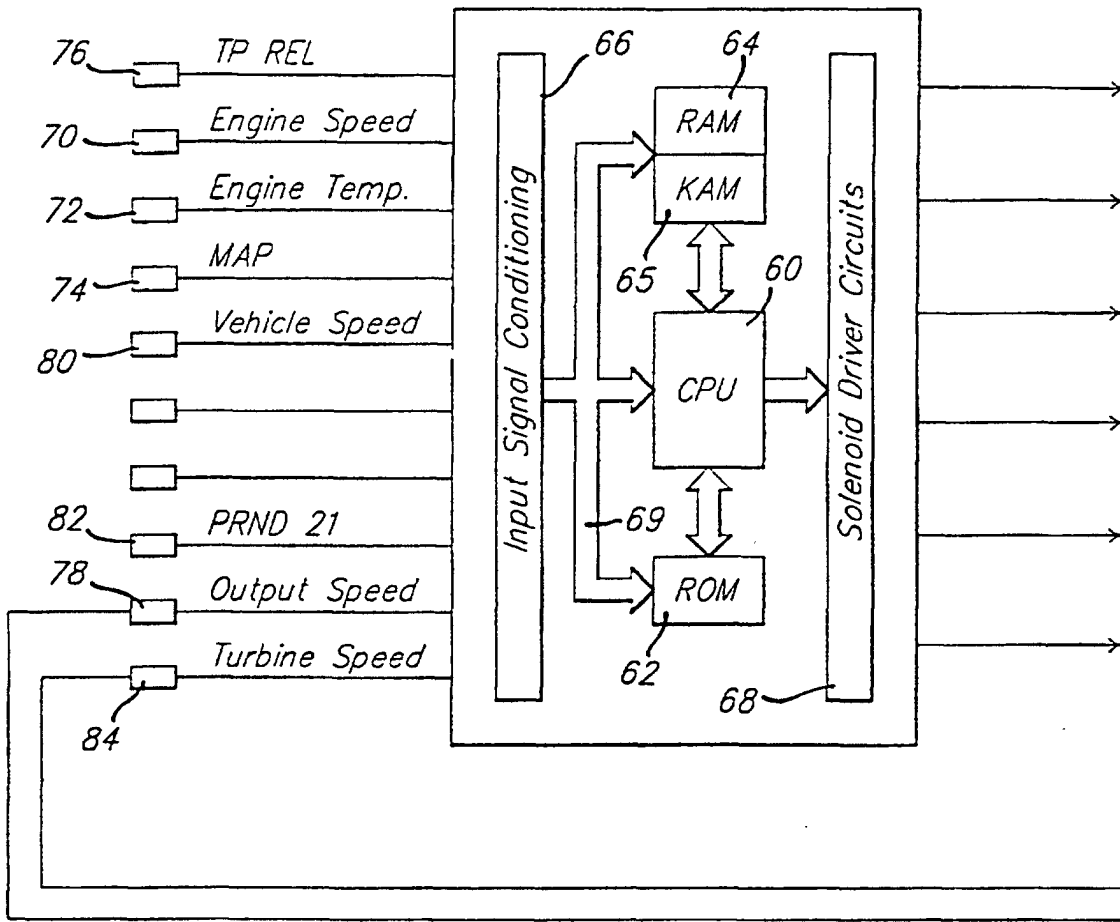 76 TP REL
70 Engine Speed
72 Engine Temp.
74 MAP
80 Vehicle Speed
82 PRND 21
78 Output Speed
84 Turbine Speed
66
Input Signal Conditioning
64
RAM
KAM
65
60
CPU
69
ROM
62
Solenoid Driver Circuits
68